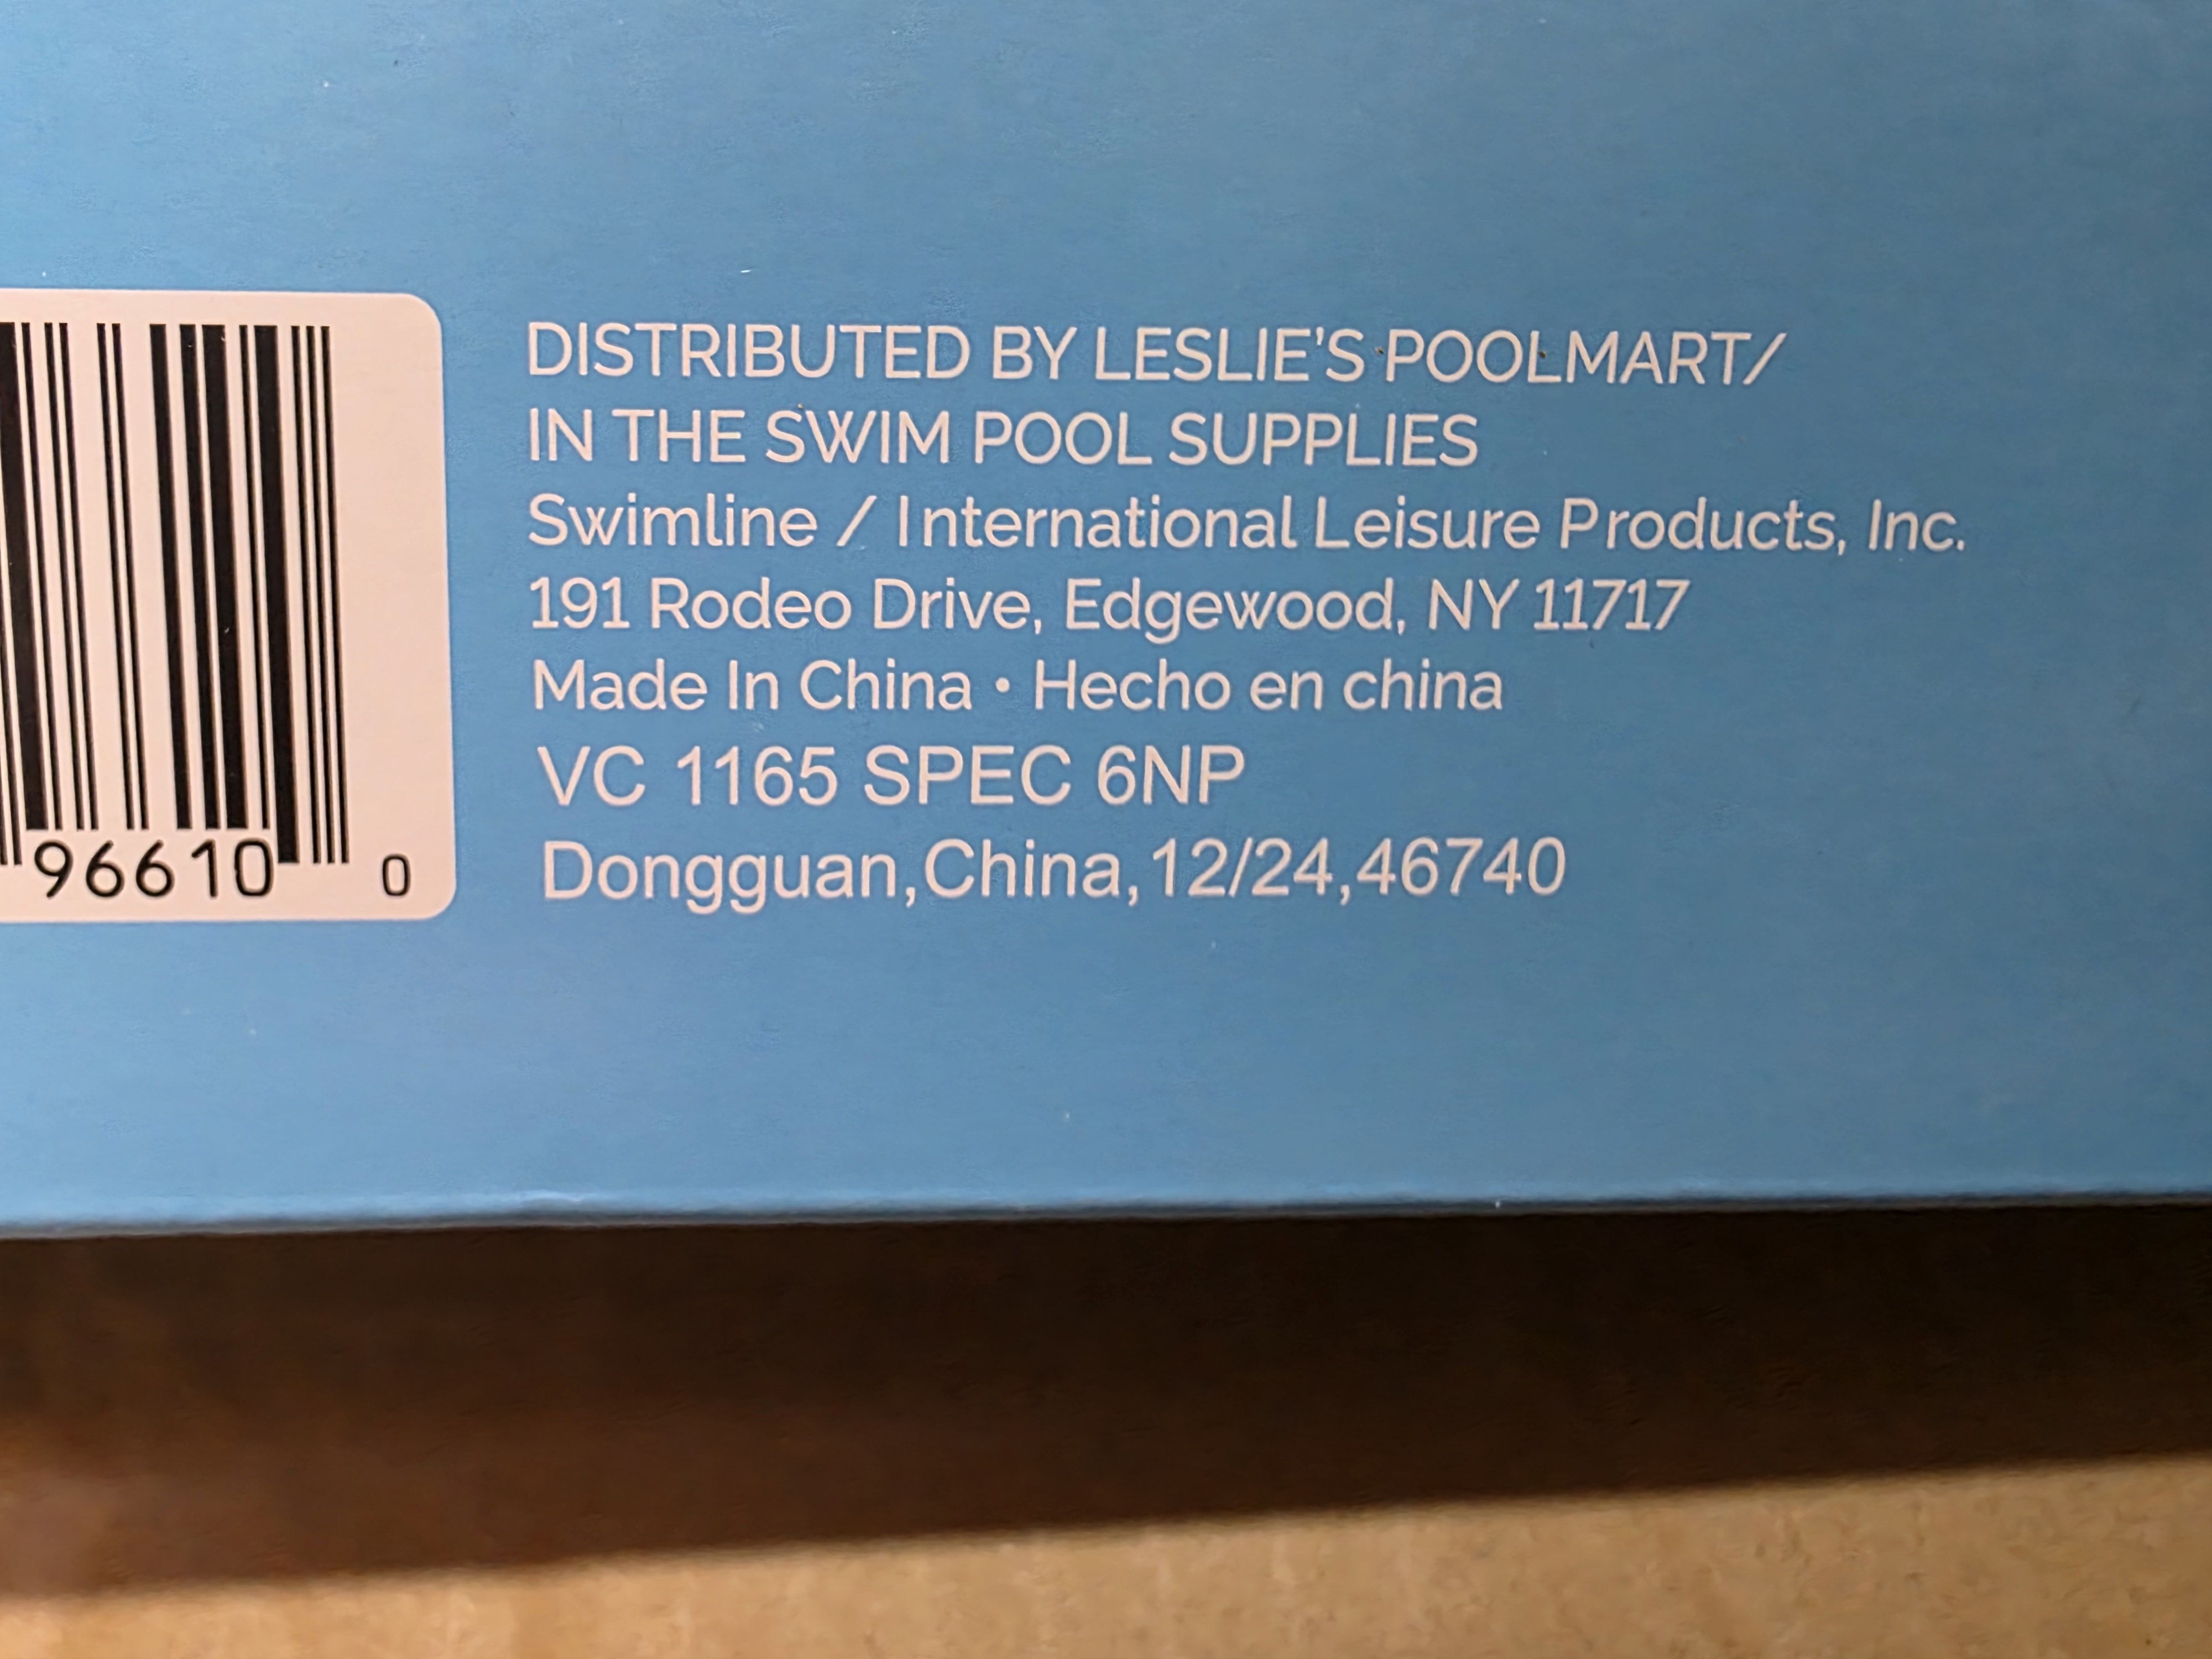 DISTRIBUTED BY LESLIE'S POOLMART/
IN THE SWIM POOL SUPPLIES
Swimline / International Leisure Products, Inc.
191 Rodeo Drive, Edgewood, NY 11717
Made In China • Hecho en china
VC 1165 SPEC 6NP
Dongguan,China,12/24,46740
96610 0